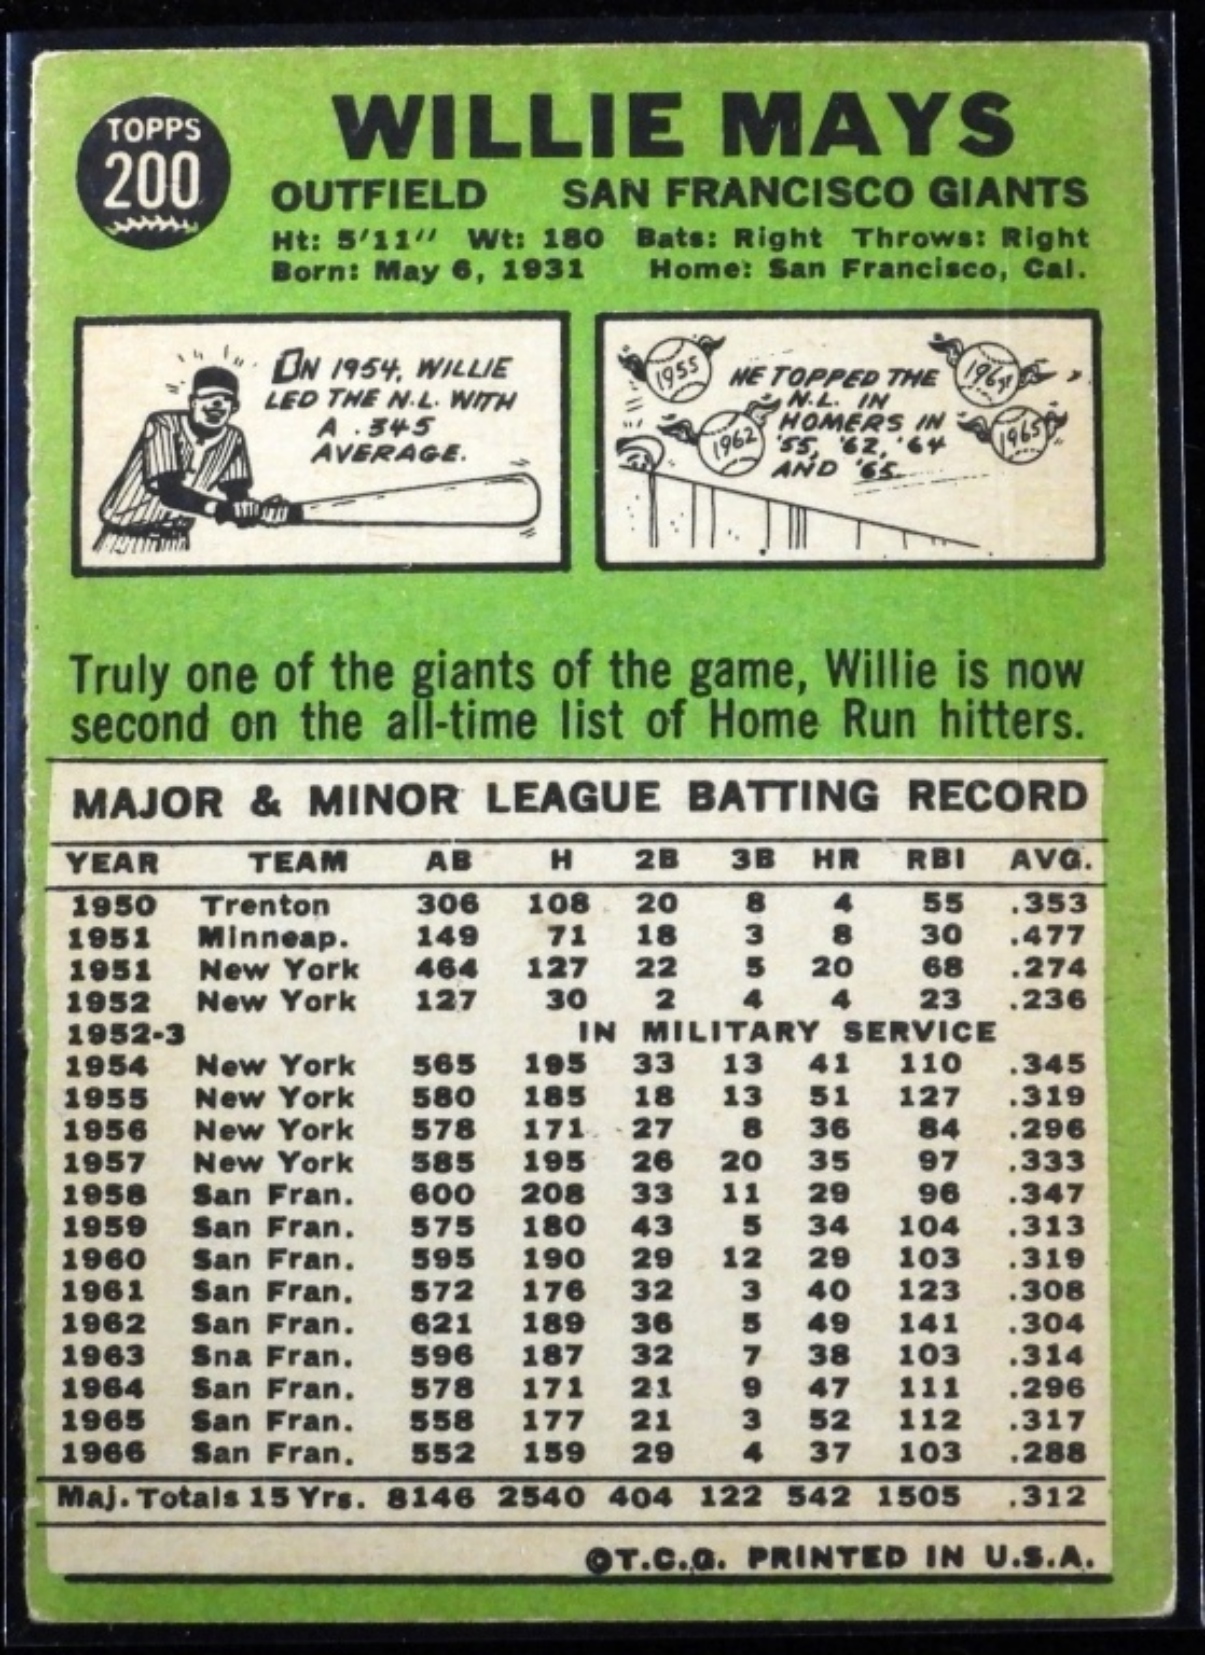 TOPPS
200
WILLIE MAYS
OUTFIELD SAN FRANCISCO GIANTS
Ht: 5'11" Wt: 180 Bats: Right Throws: Right
Born: May 6, 1931 Home: San Francisco, Cal.
IN 1954, WILLIE
LED THE N.L. WITH
A .345
AVERAGE.
1955
1962
HE TOPPED THE
N.L. IN
HOMERS IN
'55, '62, '64
AND '65
1964
1965
Truly one of the giants of the game, Willie is now
second on the all-time list of Home Run hitters.
MAJOR & MINOR LEAGUE BATTING RECORD
YEAR TEAM AB H 2B 3B HR RBI AVG.
1950 Trenton 306 108 20 8 4 55 .353
1951 Minneap. 149 71 18 3 8 30 .477
1951 New York 464 127 22 5 20 68 .274
1952 New York 127 30 2 4 4 23 .236
1952-3 IN MILITARY SERVICE
1954 New York 565 195 33 13 41 110 .345
1955 New York 580 185 18 13 51 127 .319
1956 New York 578 171 27 8 36 84 .296
1957 New York 585 195 26 20 35 97 .333
1958 San Fran. 600 208 33 11 29 96 .347
1959 San Fran. 575 180 43 5 34 104 .313
1960 San Fran. 595 190 29 12 29 103 .319
1961 San Fran. 572 176 32 3 40 123 .308
1962 San Fran. 621 189 36 5 49 141 .304
1963 Sna Fran. 596 187 32 7 38 103 .314
1964 San Fran. 578 171 21 9 47 111 .296
1965 San Fran. 558 177 21 3 52 112 .317
1966 San Fran. 552 159 29 4 37 103 .288
Maj. Totals 15 Yrs. 8146 2540 404 122 542 1505 .312
©T.C.G. PRINTED IN U.S.A.